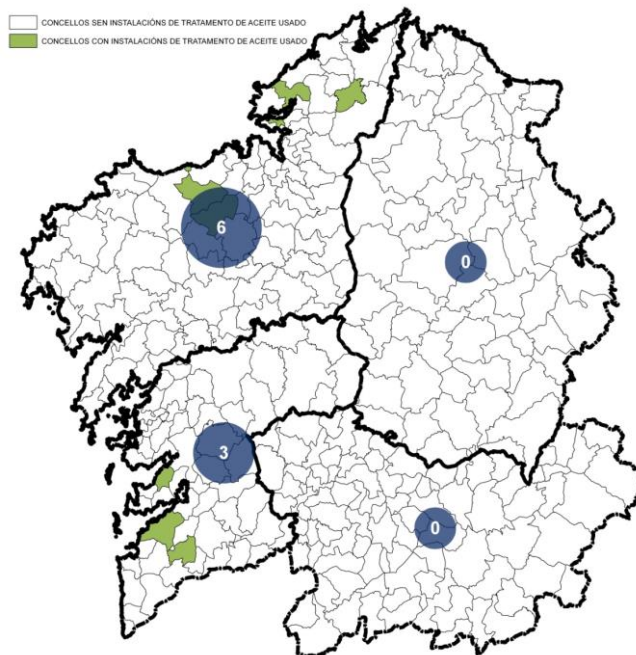 CONCELLOS SEN INSTALACIÓNS DE TRATAMENTO DE ACEITE USADO
CONCELLOS CON INSTALACIÓNS DE TRATAMENTO DE ACEITE USADO
6
0
3
0